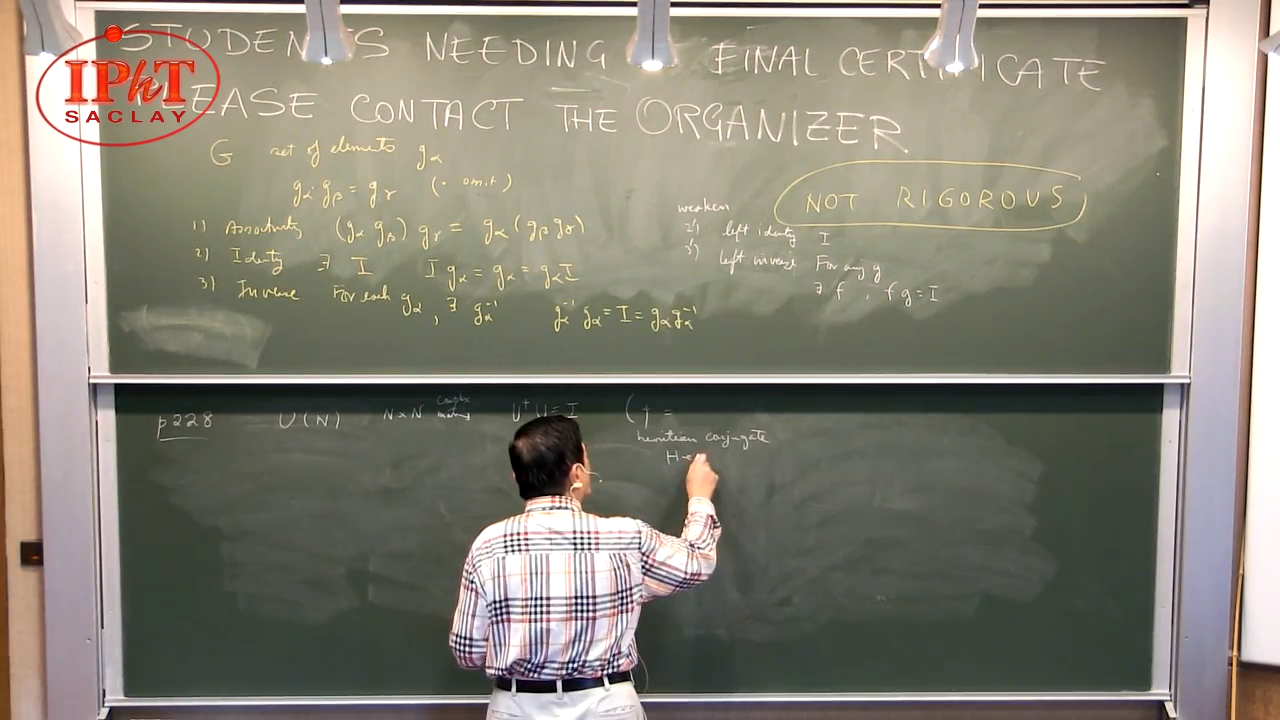 STUDENTS NEEDING FINAL CERTIFICATE
PLEASE CONTACT THE ORGANIZER
IPhT
SACLAY
G set of elements gα
gα·gβ = gγ (· omit)
1) Associativity (gα gβ) gγ = gα (gβ gγ)
2) Identity ∃ I I gα = gα = gα I
3) Inverse For each gα, ∃ gα⁻¹ gα⁻¹ gα = I = gα gα⁻¹
NOT RIGOROUS
weaken
2') left identity I
3') left inverse For any g
∃ f, f g = I
p228 U(N) N×N complex U† U = I († =
hermitean conjugate
He